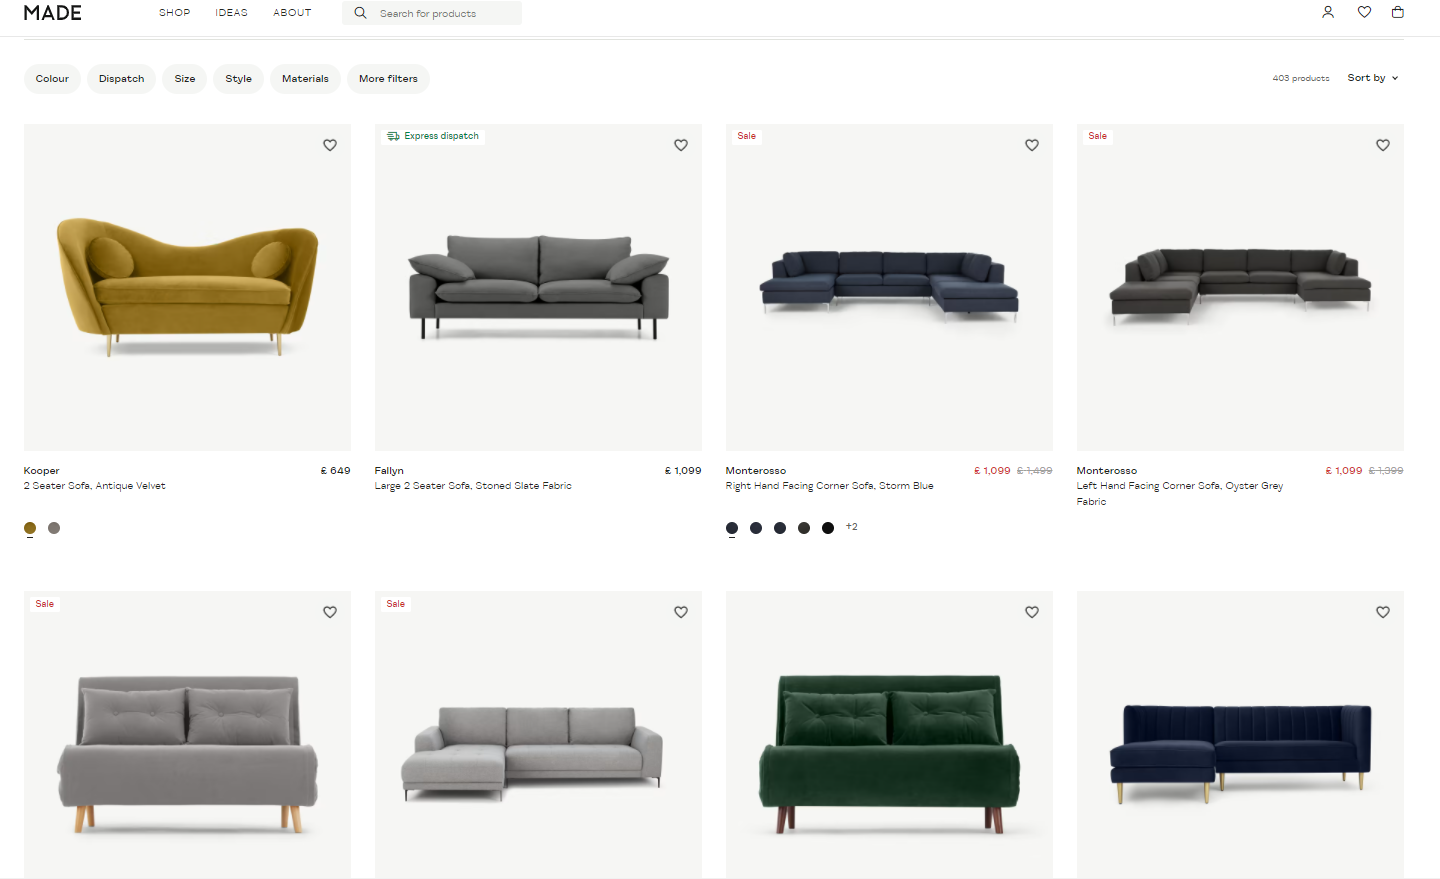 MADE
SHOP IDEAS ABOUT
Search for products
Colour Dispatch Size Style Materials More filters
403 products Sort by
Express dispatch
Sale
Sale
Kooper £ 649
2 Seater Sofa, Antique Velvet
Fallyn £ 1,099
Large 2 Seater Sofa, Stoned Slate Fabric
Monterosso £ 1,099 £ 1,499
Right Hand Facing Corner Sofa, Storm Blue
+2
Monterosso £ 1,099 £ 1,399
Left Hand Facing Corner Sofa, Oyster Grey
Fabric
Sale
Sale